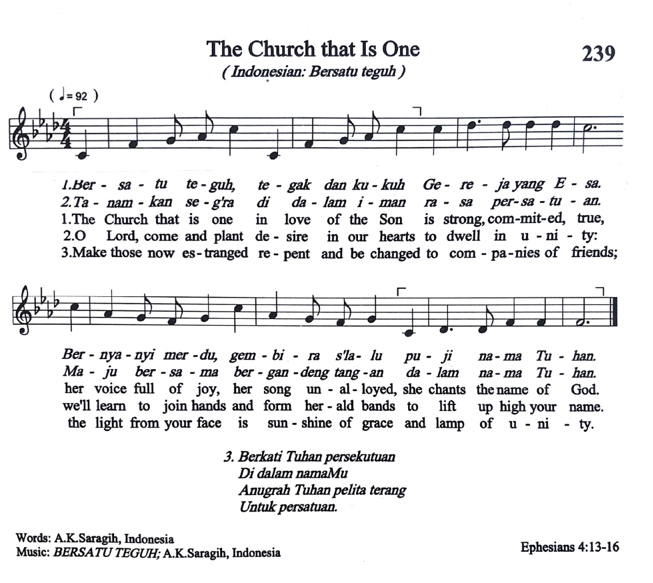 The Church that Is One
239
( Indonesian: Bersatu teguh )
( ♩= 92 )
4
4
1.Ber - sa - tu te - guh, te - gak dan ku - kuh Ge - re - ja yang E - sa.
2.Ta - nam - kan se - g'ra di da - lam i - man ra - sa per - sa - tu - an.
1.The Church that is one in love of the Son is strong, com - mit - ed, true,
2.O Lord, come and plant de - sire in our hearts to dwell in u - ni - ty:
3.Make those now es - tranged re - pent and be changed to com - pa - nies of friends;
Ber - nya - nyi mer - du, gem - bi - ra s'la - lu pu - ji na - ma Tu - han.
Ma - ju ber - sa - ma ber - gan - deng tang - an da - lam na - ma Tu - han.
her voice full of joy, her song un - al - loyed, she chants the name of God.
we'll learn to join hands and form her - ald bands to lift up high your name.
the light from your face is sun - shine of grace and lamp of u - ni - ty.
3. Berkati Tuhan persekutuan
Di dalam namaMu
Anugrah Tuhan pelita terang
Untuk persatuan.
Words: A.K.Saragih, Indonesia
Music: BERSATU TEGUH; A.K.Saragih, Indonesia
Ephesians 4:13-16